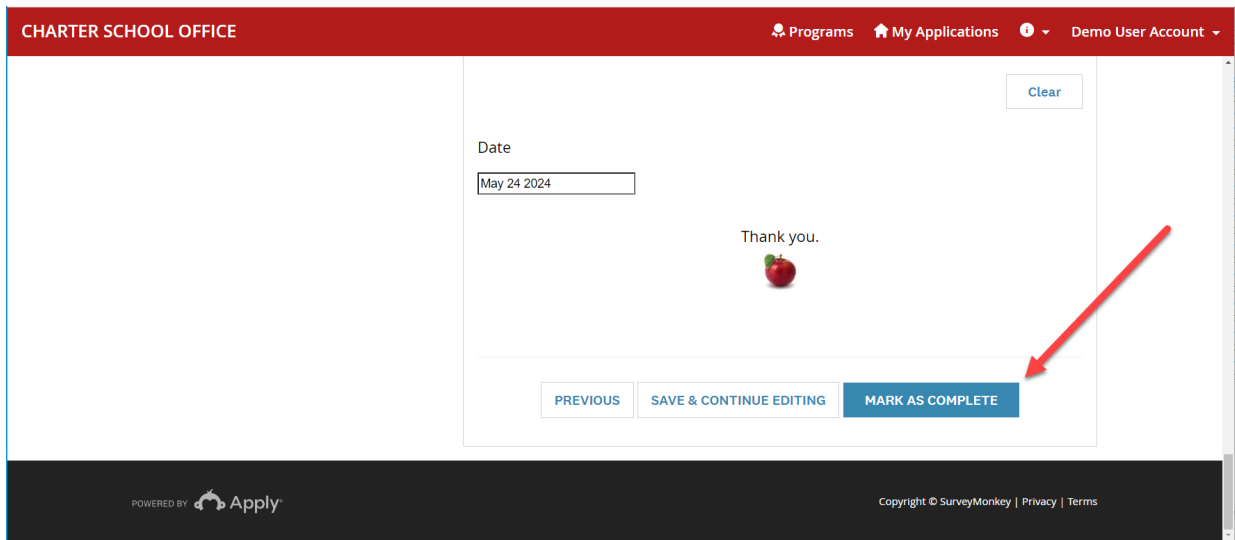 CHARTER SCHOOL OFFICE Programs My Applications Demo User Account
Clear
Date
May 24 2024
Thank you.
PREVIOUS SAVE & CONTINUE EDITING MARK AS COMPLETE
POWERED BY Apply Copyright © SurveyMonkey | Privacy | Terms